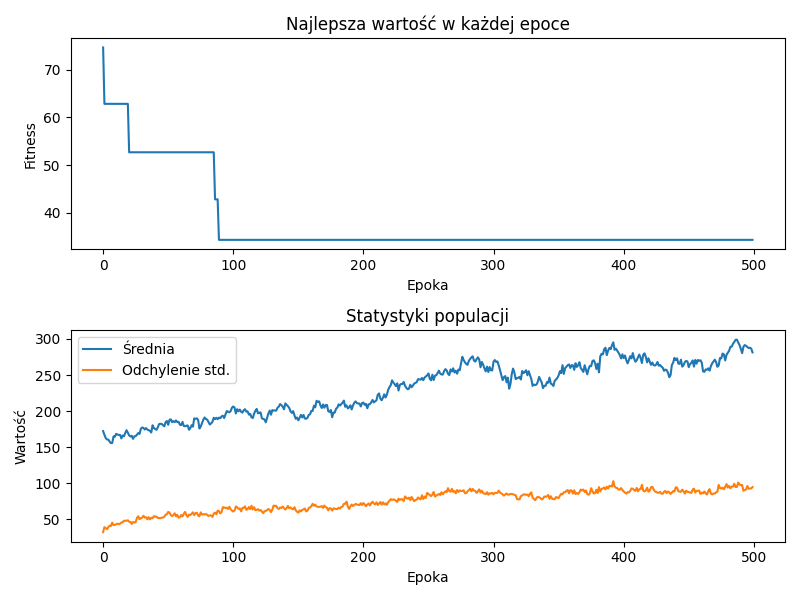 Najlepsza wartość w każdej epoce
70
60
50
40
Fitness
0 100 200 300 400 500
Epoka
Statystyki populacji
300
250
200
150
100
50
Wartość
Średnia
Odchylenie std.
0 100 200 300 400 500
Epoka